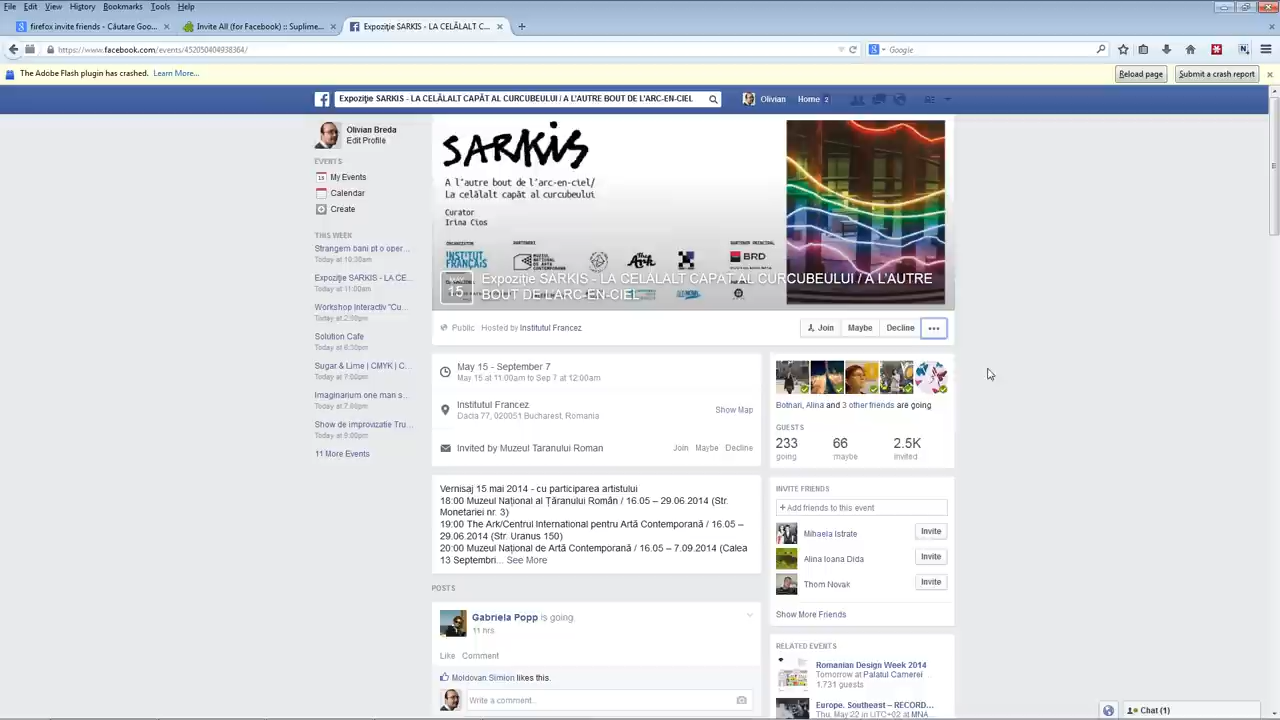 File Edit View History Bookmarks Tools Help
firefox invite friends - Căutare Goo...
Invite All (for Facebook) :: Suplime...
Expoziţie SARKIS - LA CELĂLALT C...
https://www.facebook.com/events/452050404938364/
Google
The Adobe Flash plugin has crashed. Learn More...
Reload page
Submit a crash report
Expoziţie SARKIS - LA CELĂLALT CAPĂT AL CURCUBEULUI / A L'AUTRE BOUT DE L'ARC-EN-CIEL
Olivian
Home 2
Olivian Breda
Edit Profile
EVENTS
My Events
Calendar
Create
THIS WEEK
Strangem bani pt o oper...
Today at 10:30am
Expoziţie SARKIS - LA CE...
Today at 11:00am
Workshop Interactiv "Cu...
Today at 2:30pm
Solution Cafe
Today at 6:30pm
Sugar & Lime | CMYK | C...
Today at 7:00pm
Imaginarium one man s...
Today at 7:30pm
Show de improvizatie Tru...
Today at 9:00pm
11 More Events
SARKIS
A l'autre bout de l'arc-en-ciel/
La celălalt capăt al curcubeului
Curator
Irina Cios
INSTITUT
FRANÇAIS
BRD
MAY
15
Expoziţie SARKIS - LA CELĂLALT CAPĂT AL CURCUBEULUI / A L'AUTRE
BOUT DE L'ARC-EN-CIEL
Public Hosted by Institutul Francez
Join
Maybe
Decline
May 15 - September 7
May 15 at 11:00am to Sep 7 at 12:00am
Institutul Francez
Dacia 77, 020051 Bucharest, Romania
Show Map
Invited by Muzeul Taranului Roman
Join Maybe Decline
Vernisaj 15 mai 2014 - cu participarea artistului
18:00 Muzeul Naţional al Ţăranului Român / 16.05 – 29.06.2014 (Str.
Monetariei nr. 3)
19:00 The Ark/Centrul International pentru Artă Contemporană / 16.05 –
29.06.2014 (Str. Uranus 150)
20:00 Muzeul Naţional de Artă Contemporană / 16.05 – 7.09.2014 (Calea
13 Septembri... See More
POSTS
Gabriela Popp is going.
11 hrs
Like Comment
Moldovan Simion likes this.
Write a comment...
Botnari, Alina and 3 other friends are going
GUESTS
233 66 2.5K
going maybe invited
INVITE FRIENDS
+ Add friends to this event
Mihaela Istrate
Invite
Alina Ioana Dida
Invite
Thom Novak
Invite
Show More Friends
RELATED EVENTS
Romanian Design Week 2014
Tomorrow at Palatul Camerei ...
1,731 guests
Europe. Southeast – RECORD...
Thu, May 22 in UTC+02 at MNA...
Chat (1)